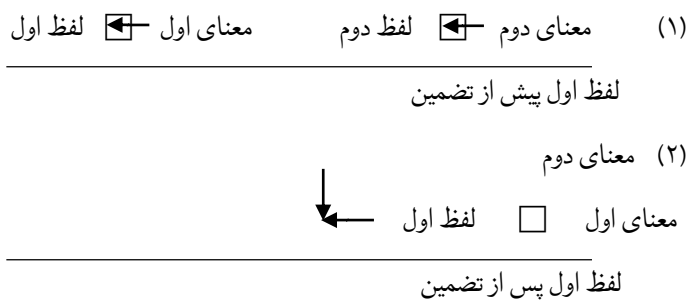 (۱) معنای دوم لفظ دوم معنای اول لفظ اول
لفظ اول پیش از تضمین
(۲) معنای دوم
معنای اول لفظ اول
لفظ اول پس از تضمین